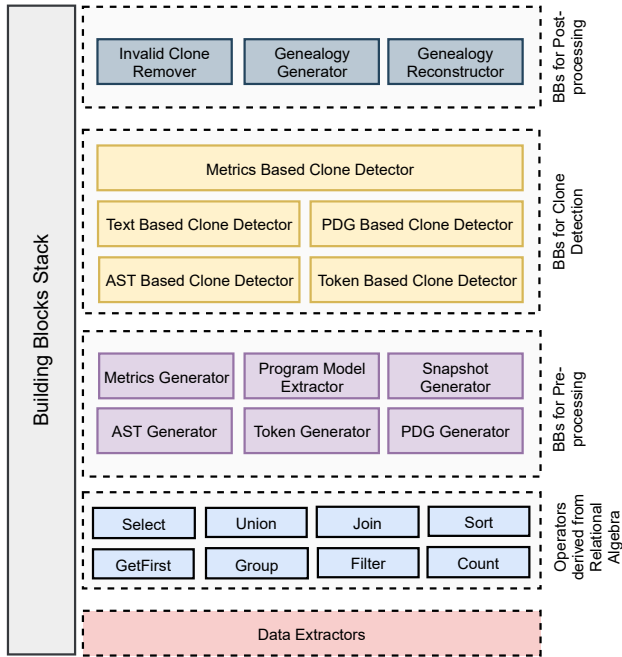 Building Blocks Stack
Invalid Clone
Remover
Genealogy
Generator
Genealogy
Reconstructor
BBs for Post-
processing
Metrics Based Clone Detector
Text Based Clone Detector
PDG Based Clone Detector
AST Based Clone Detector
Token Based Clone Detector
BBs for Clone
Detection
Metrics Generator
Program Model
Extractor
Snapshot
Generator
AST Generator
Token Generator
PDG Generator
BBs for Pre-
processing
Select
Union
Join
Sort
GetFirst
Group
Filter
Count
Operators
derived from
Relational
Algebra
Data Extractors